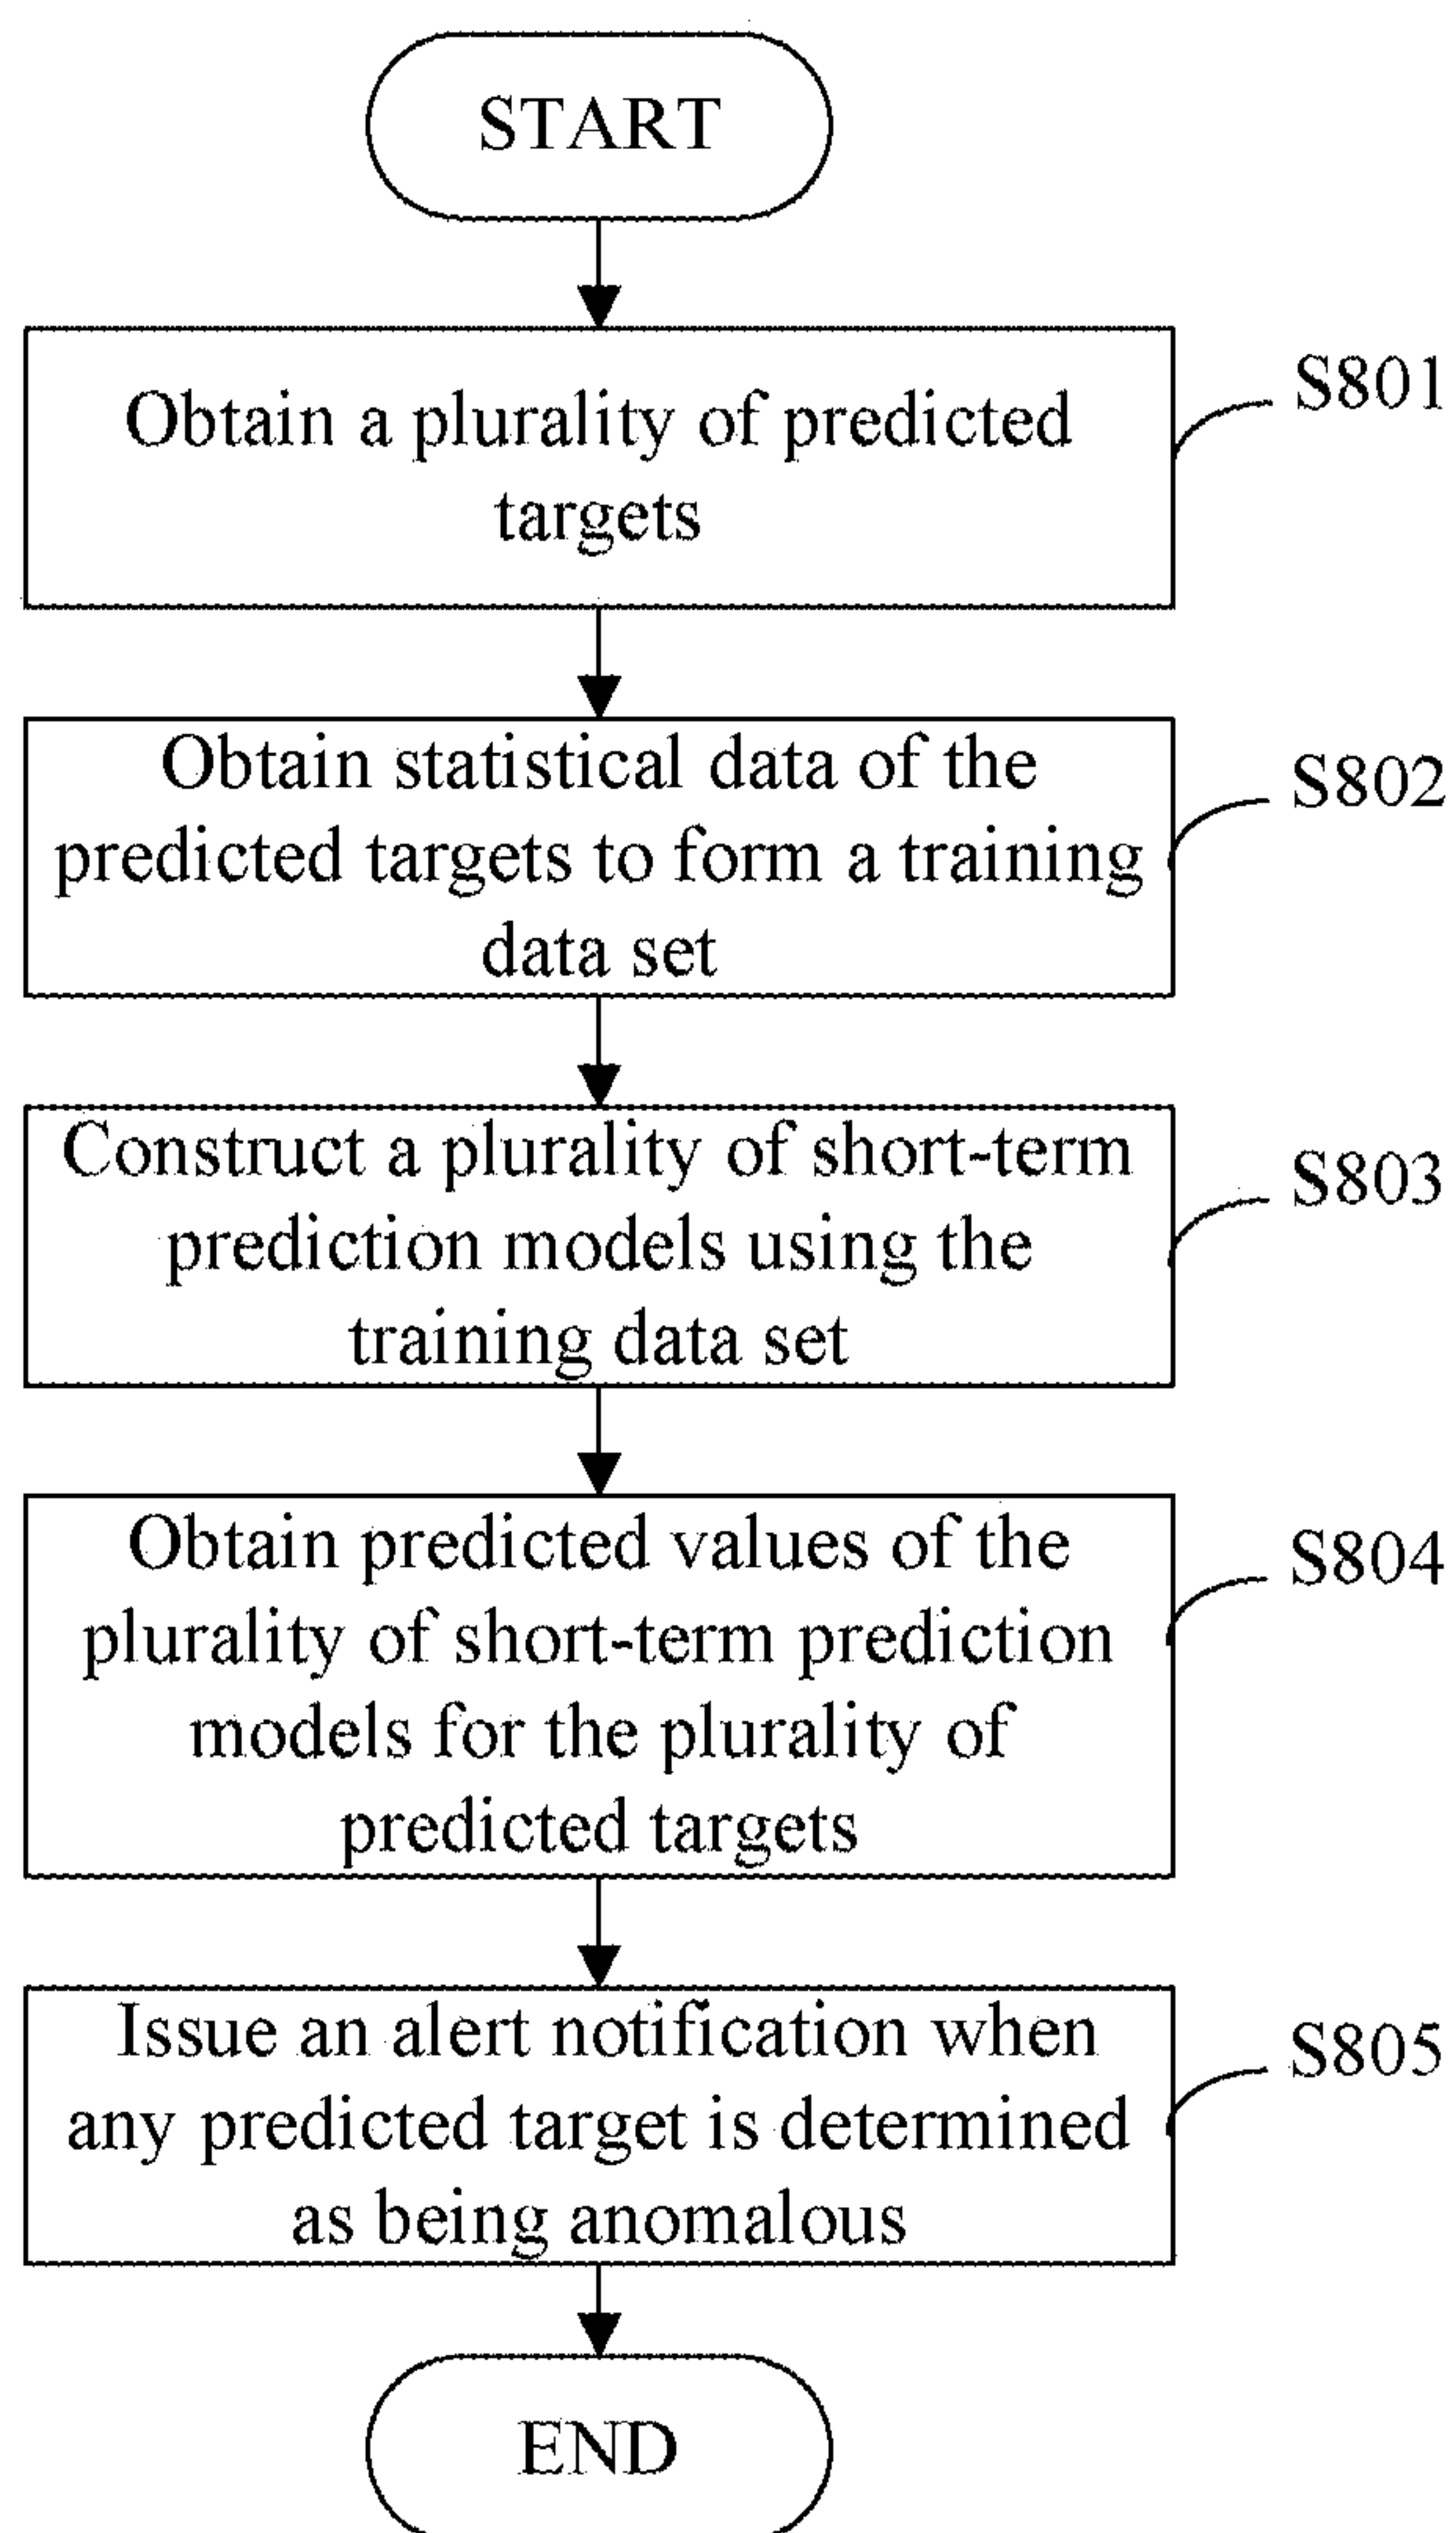 START
Obtain a plurality of predicted
targets
S801
Obtain statistical data of the
predicted targets to form a training
data set
S802
Construct a plurality of short-term
prediction models using the
training data set
S803
Obtain predicted values of the
plurality of short-term prediction
models for the plurality of
predicted targets
S804
Issue an alert notification when
any predicted target is determined
as being anomalous
S805
END